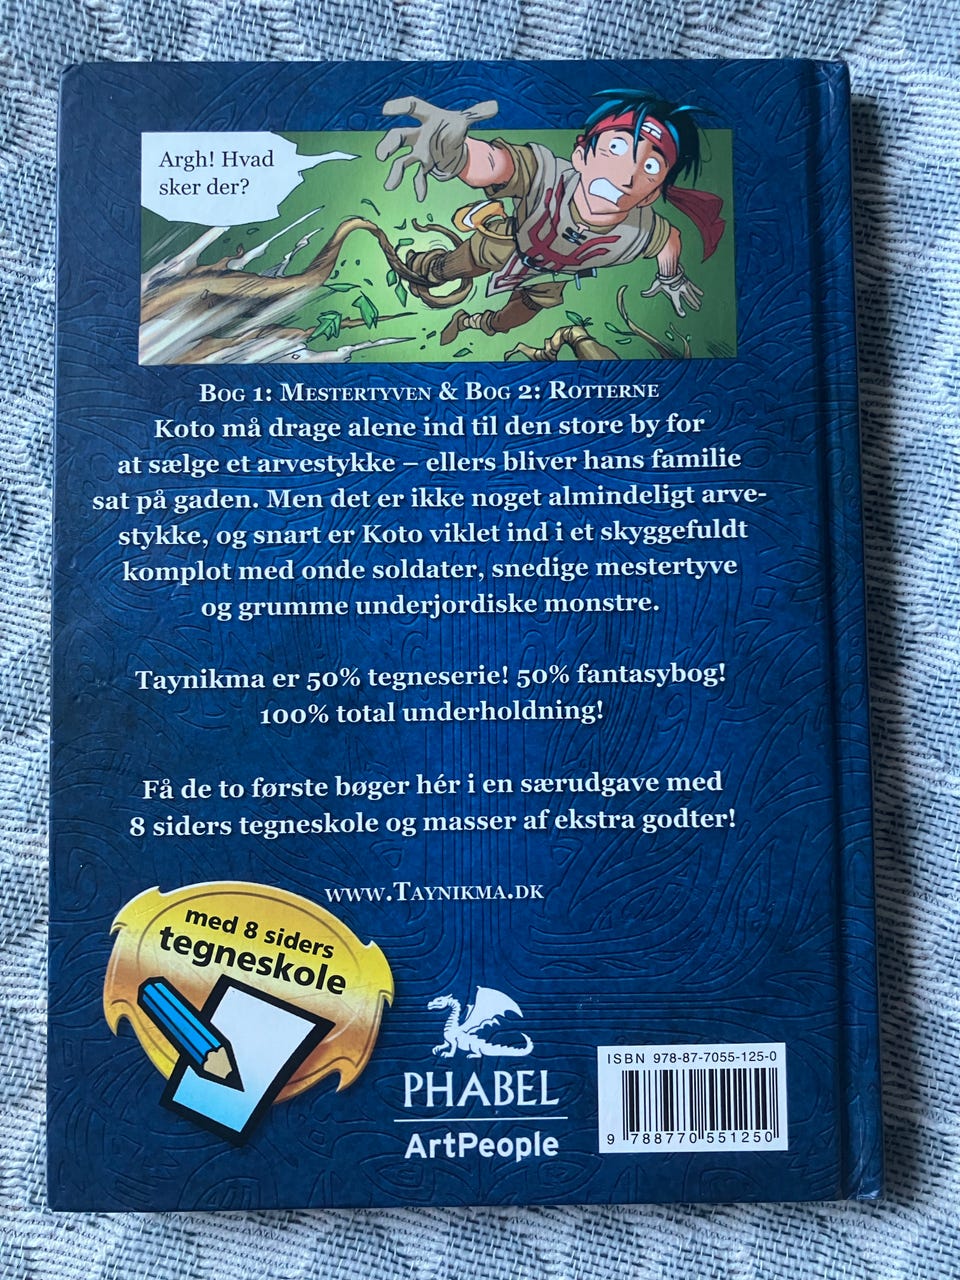 Argh! Hvad
sker der?
Bog 1: Mestertyven & Bog 2: Rotterne
Koto må drage alene ind til den store by for
at sælge et arvestykke – ellers bliver hans familie
sat på gaden. Men det er ikke noget almindeligt arve-
stykke, og snart er Koto viklet ind i et skyggefuldt
komplot med onde soldater, snedige mestertyve
og grumme underjordiske monstre.
Taynikma er 50% tegneserie! 50% fantasybog!
100% total underholdning!
Få de to første bøger hér i en særudgave med
8 siders tegneskole og masser af ekstra godter!
www.Taynikma.dk
med 8 siders
tegneskole
PHABEL
ArtPeople
ISBN 978-87-7055-125-0
9 788770 551250